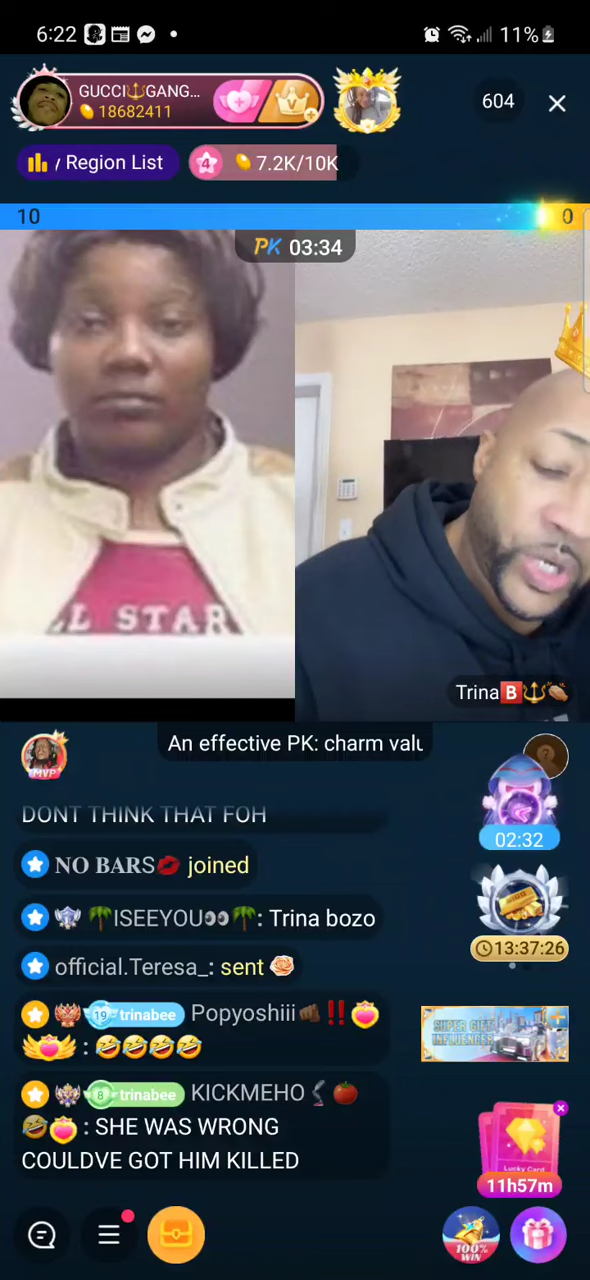 6:22
11%
GUCCI🔱GANG...
18682411
604
y Region List
4
7.2K/10K
10
0
PK 03:34
ALL STAR
Trina🅱️🔱👏🏽
An effective PK: charm valu
MVP
DONT THINK THAT FOH
02:32
𝐍𝐎 𝐁𝐀𝐑S💋 joined
🌴ISEEYOU👀🌴: Trina bozo
13:37:26
official.Teresa_: sent 🌹
19 trinabee Popyoshiii👊🏾‼️
: 🤣🤣🤣🤣
SUPER GIFT
INFLUENCER
8 trinabee KICKMEHO🦿🍅
🤣: SHE WAS WRONG
COULDVE GOT HIM KILLED
Lucky Card
11h57m
100%
WIN